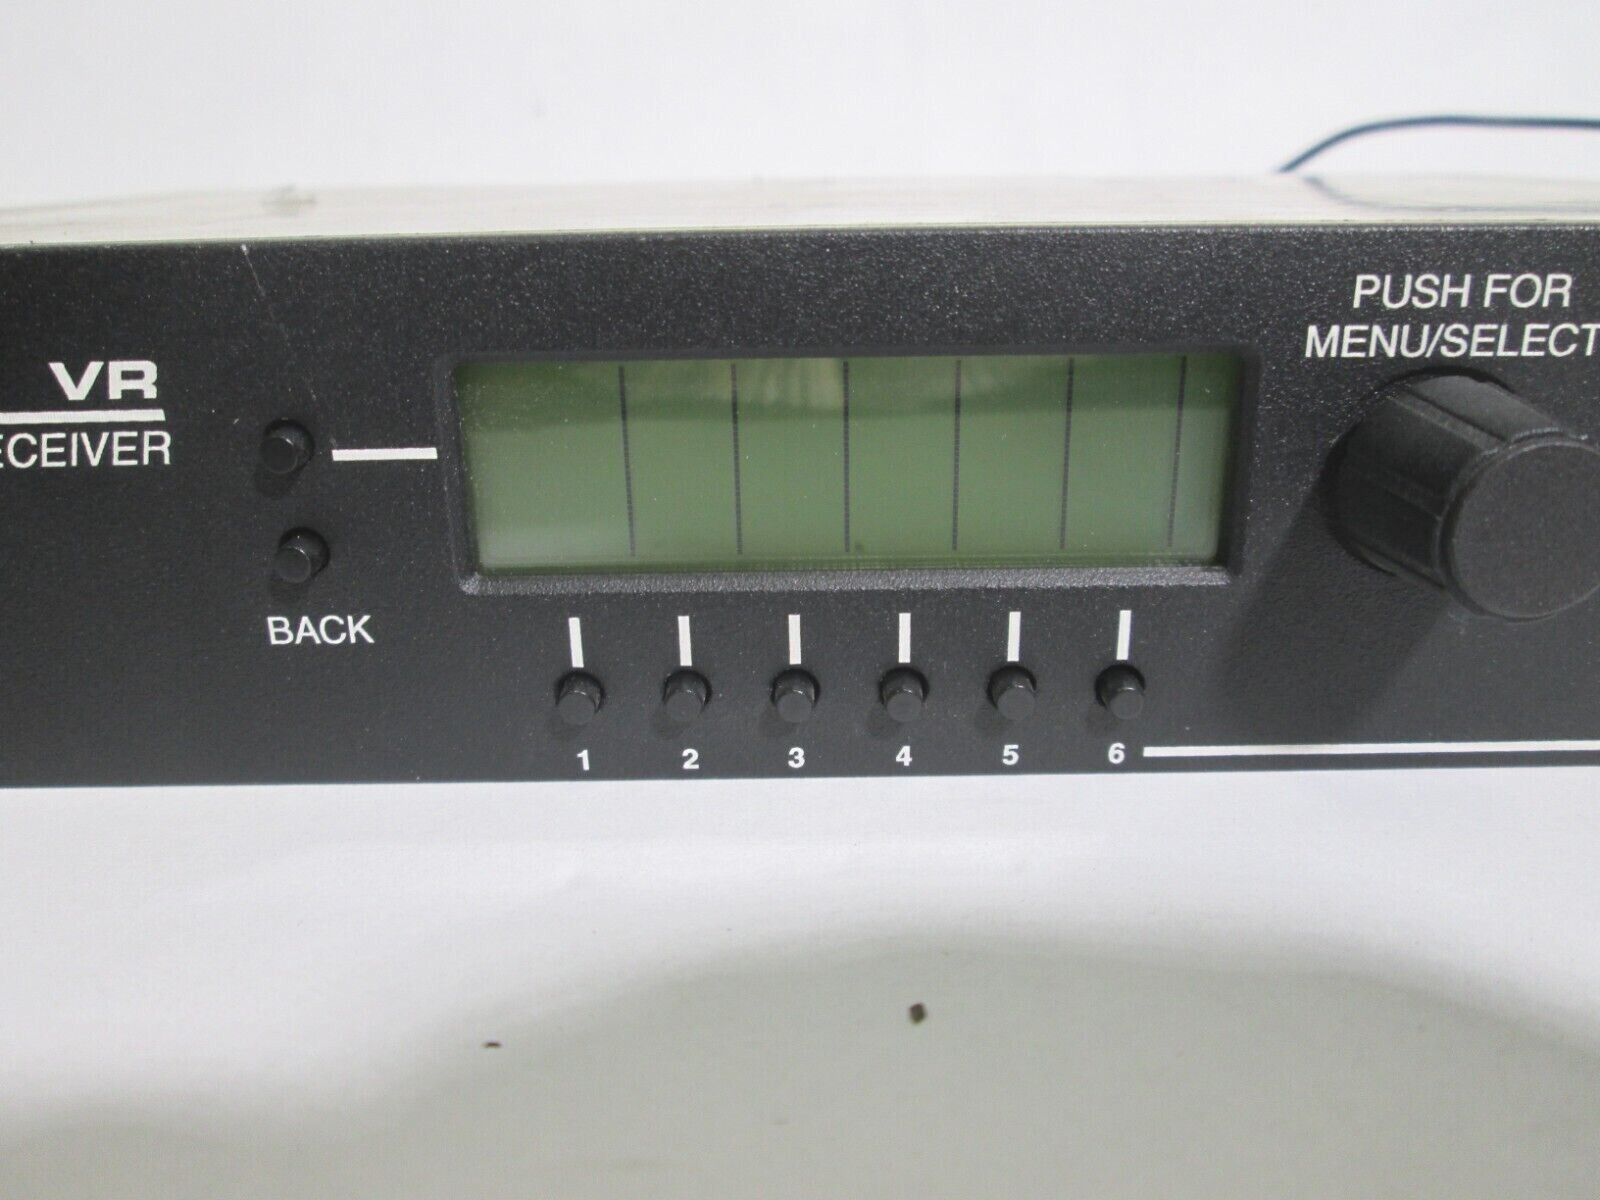 VR
ECEIVER
BACK
PUSH FOR
MENU/SELECT
1 2 3 4 5 6